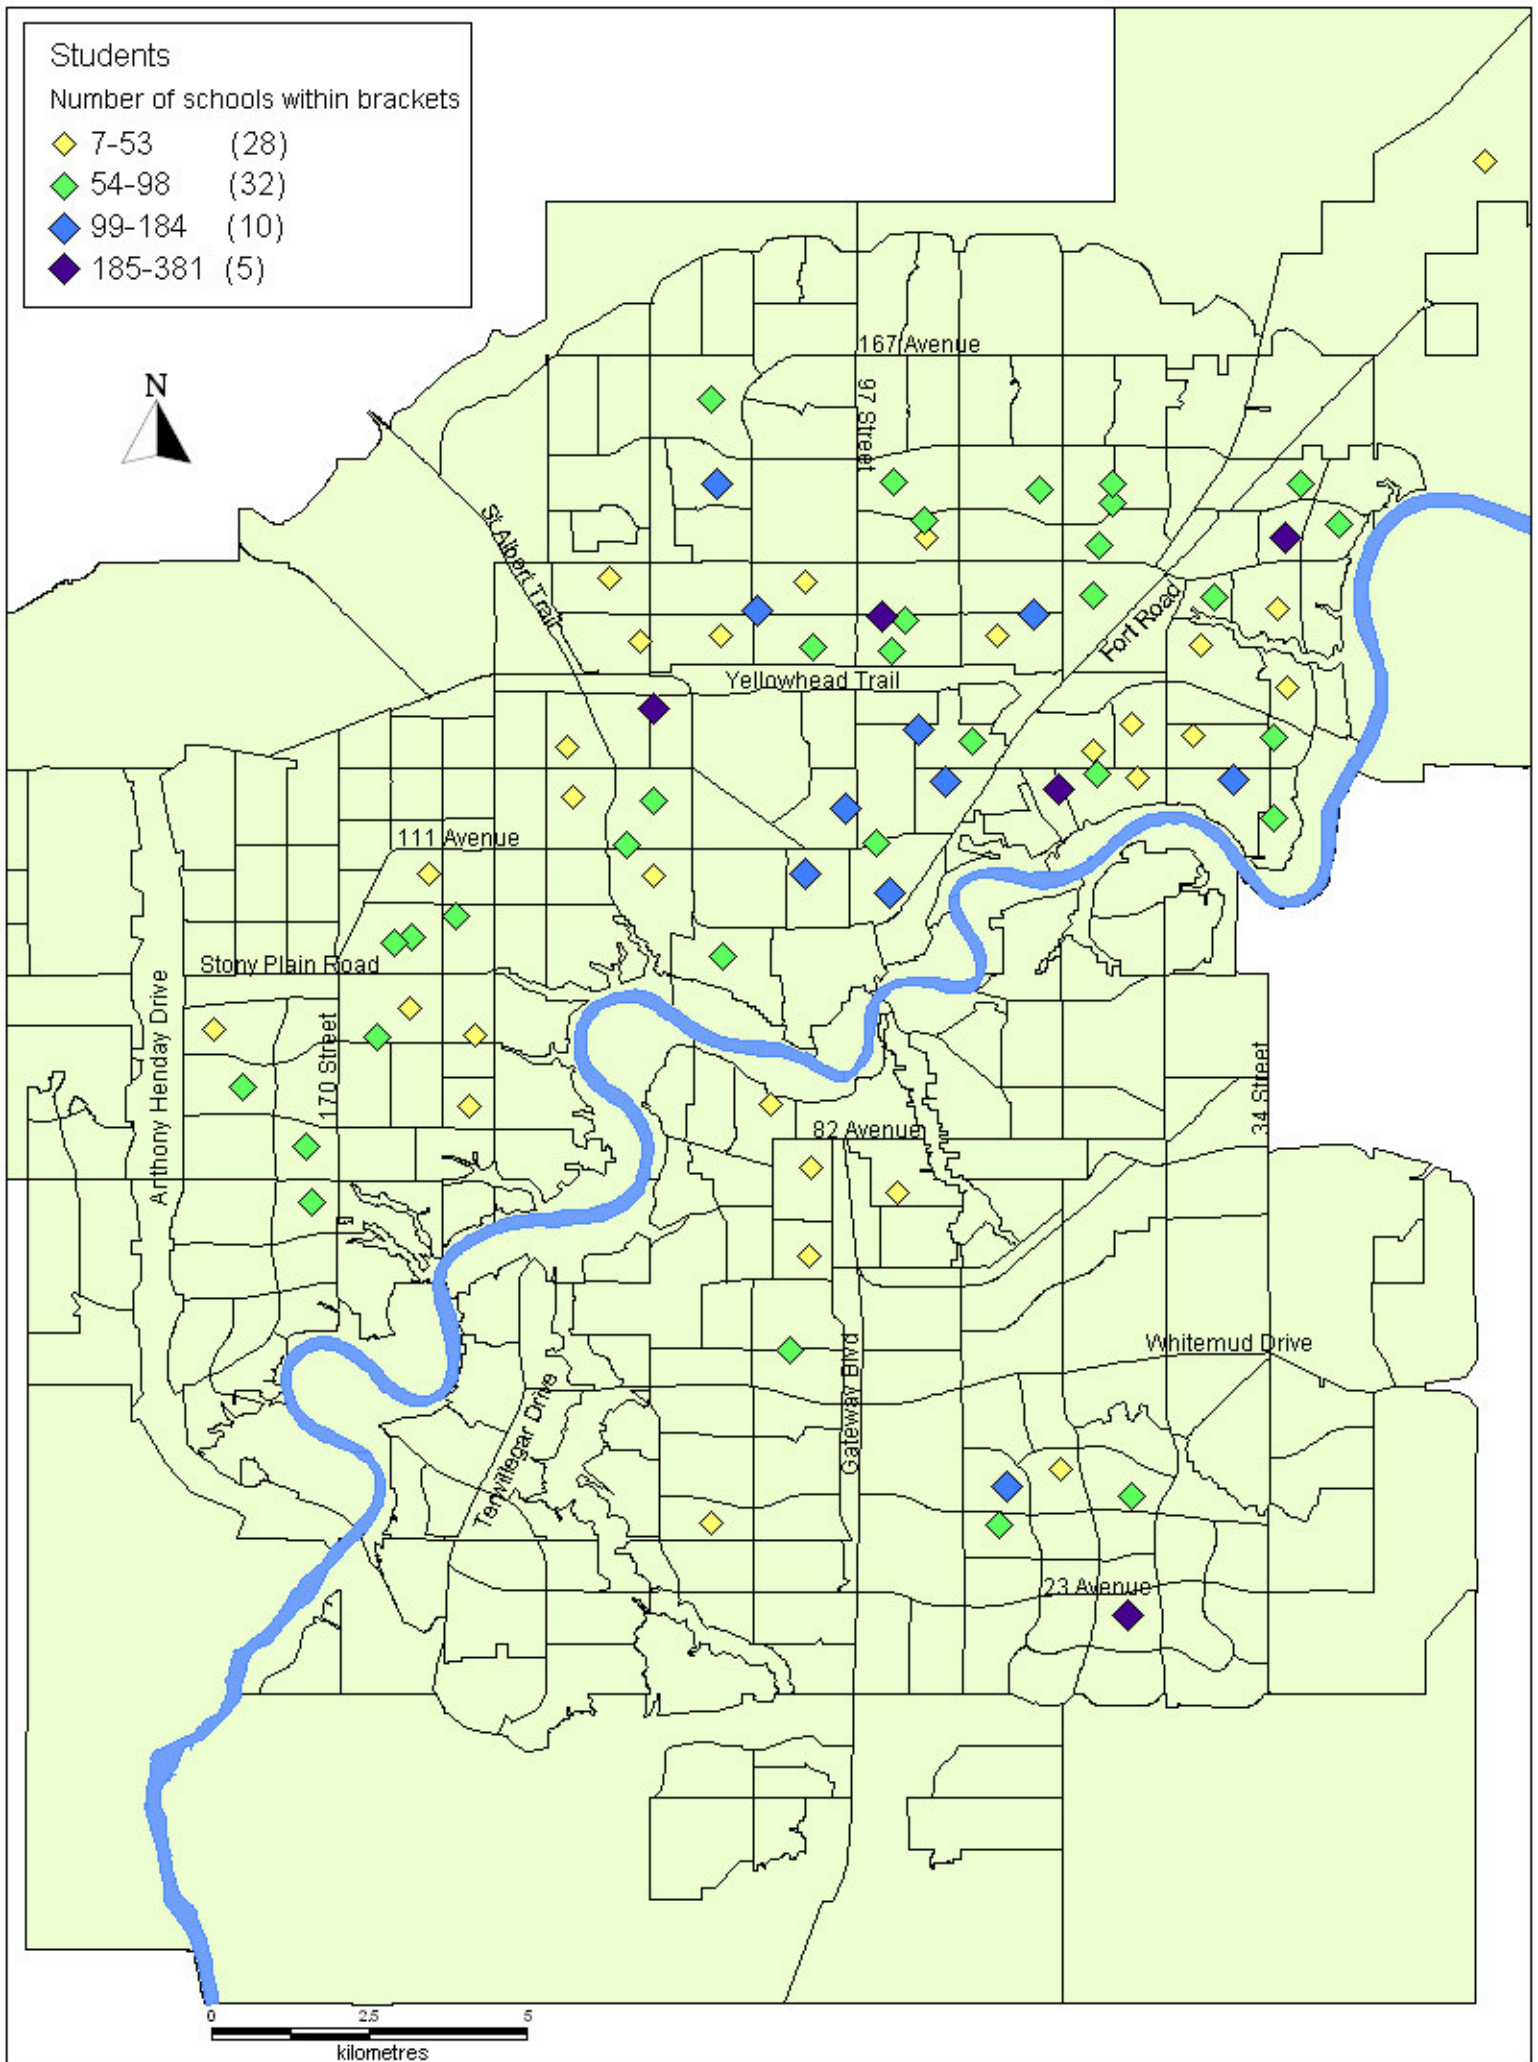 Students
Number of schools within brackets
7-53 (28)
54-98 (32)
99-184 (10)
185-381 (5)
N
167 Avenue
97 Street
St Albert Trail
Fort Road
Yellowhead Trail
111 Avenue
Stony Plain Road
Anthony Henday Drive
170 Street
34 Street
82 Avenue
Whitemud Drive
Gateway Blvd
Terwillegar Drive
23 Avenue
0 2.5 5
kilometres